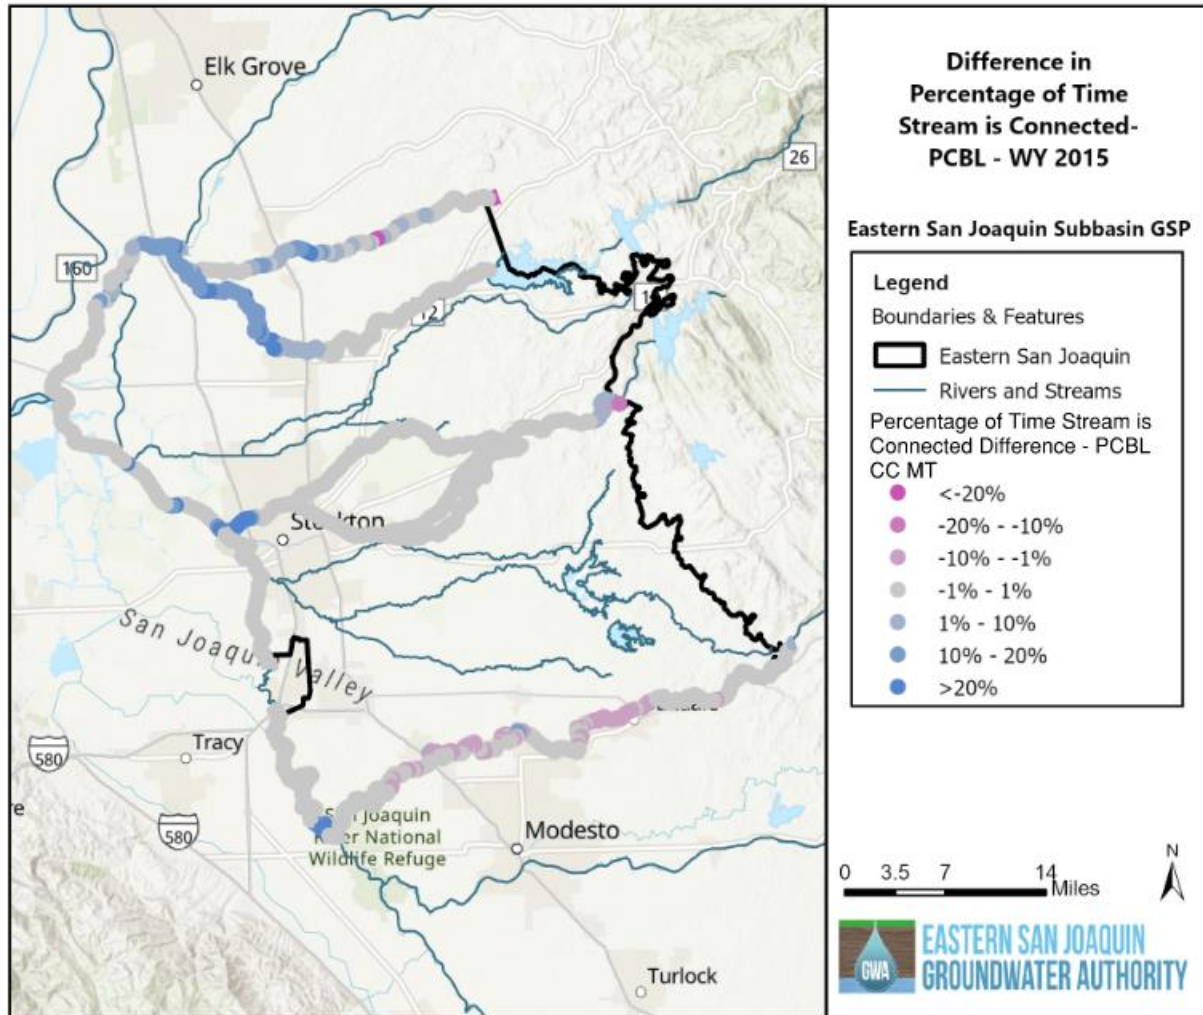 Elk Grove
26
160
12
Stockton
San Joaquin Valley
Tracy
580
580
San Joaquin
River National
Wildlife Refuge
Modesto
Turlock
Difference in
Percentage of Time
Stream is Connected-
PCBL - WY 2015
Eastern San Joaquin Subbasin GSP
Legend
Boundaries & Features
Eastern San Joaquin
Rivers and Streams
Percentage of Time Stream is
Connected Difference - PCBL
CC MT
<-20%
-20% - -10%
-10% - -1%
-1% - 1%
1% - 10%
10% - 20%
>20%
N
0 3.5 7 14
Miles
GWA
EASTERN SAN JOAQUIN
GROUNDWATER AUTHORITY